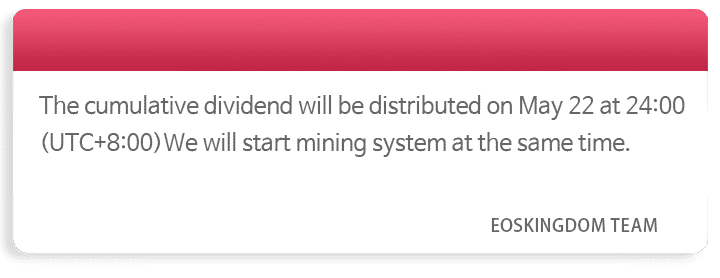 The cumulative dividend will be distributed on May 22 at 24:00
(UTC+8:00)We will start mining system at the same time.
EOSKINGDOM TEAM